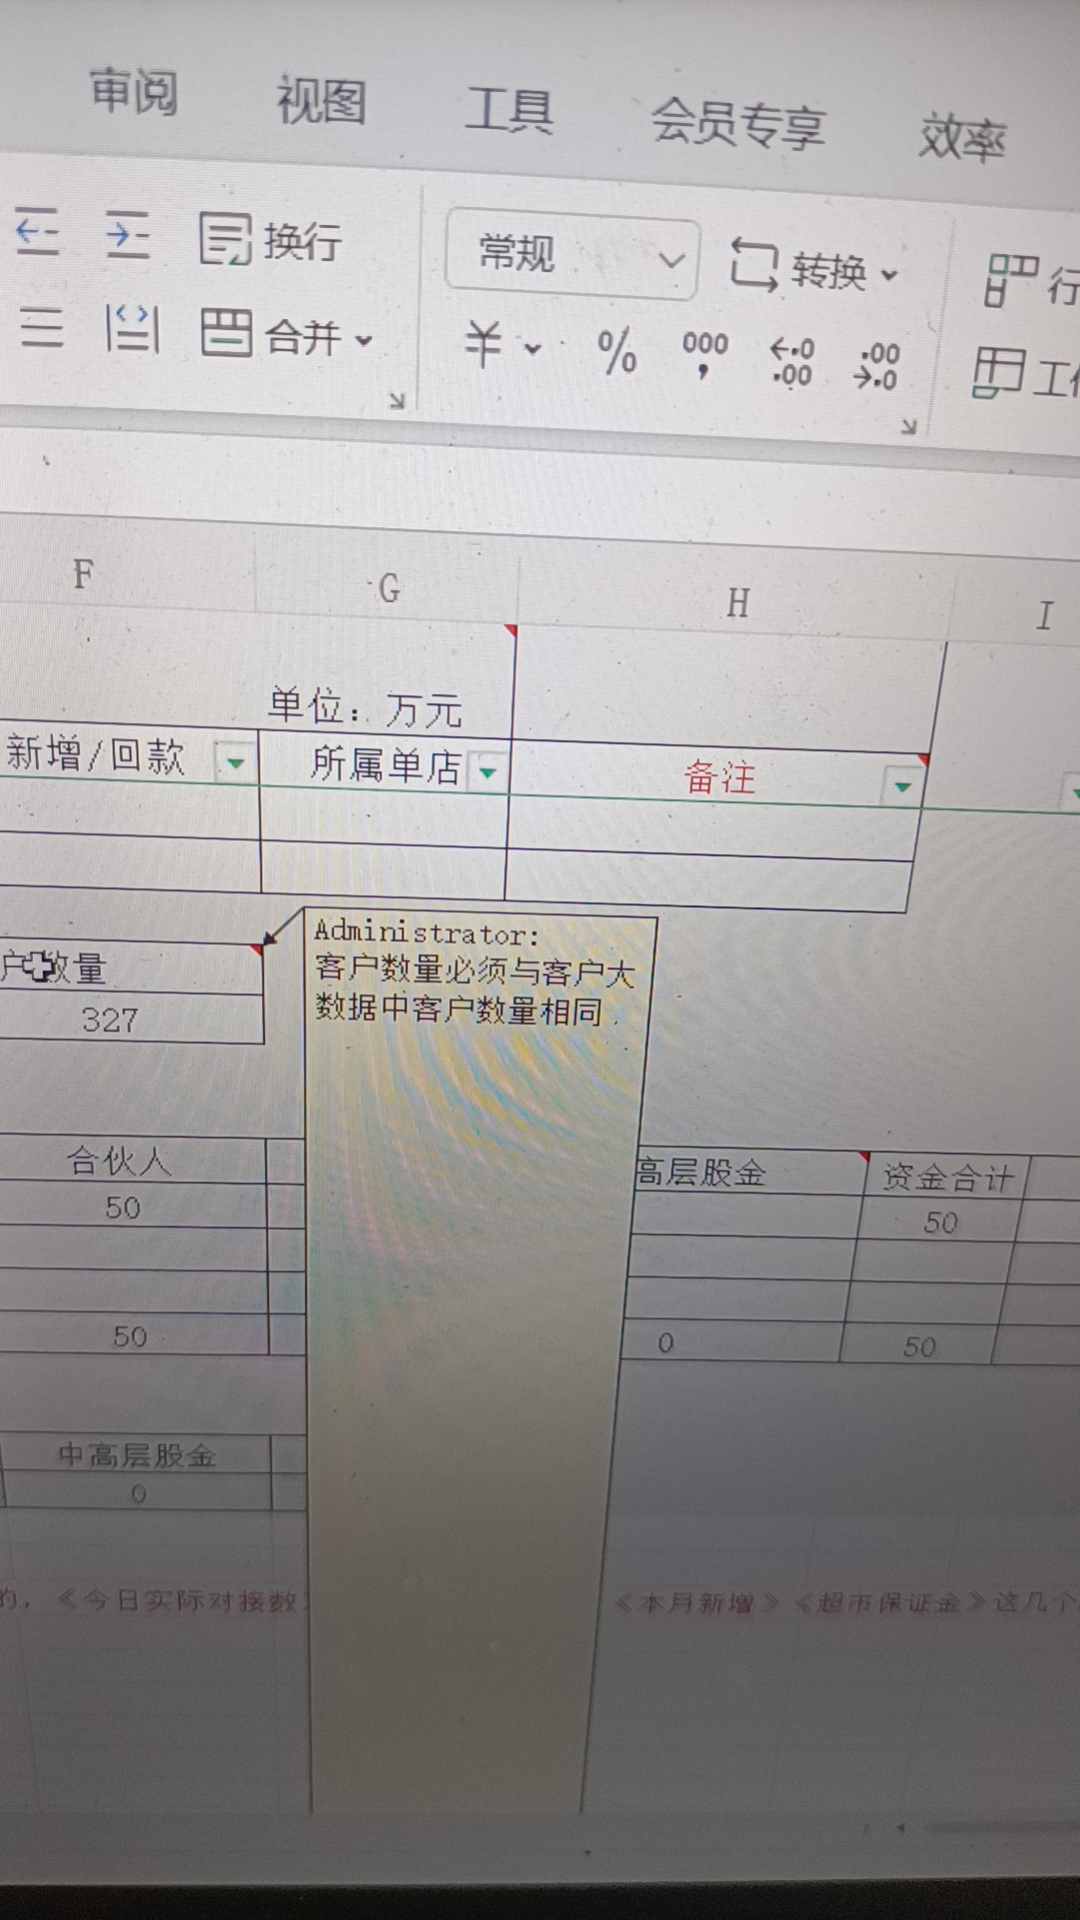 审阅 视图 工具 会员专享 效率
换行 常规 转换 行
合并 ¥ % 000 , ←.0 .00 .00 →.0
F G H I
单位：万元
新增/回款 所属单店 备注
Administrator:
客户数量必须与客户大
数据中客户数量相同.
户数量
327
合伙人 高层股金 资金合计
50 50
50 0 50
中高层股金
0
的，《今日实际对接数 《本月新增》《超市保证金》这几个